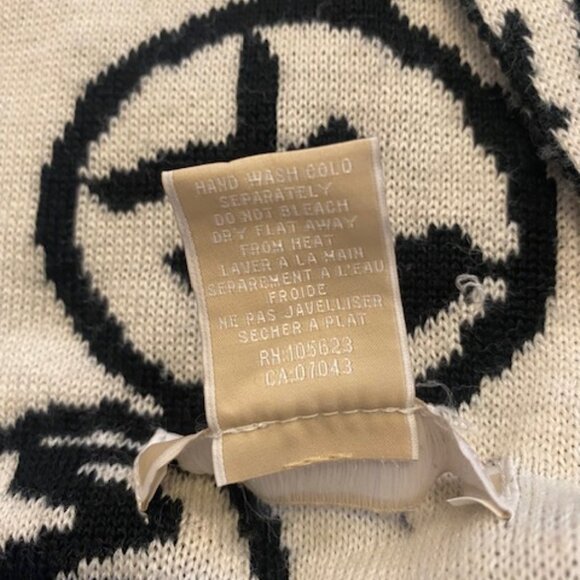 HAND WASH COLD
SEPARATELY
DO NOT BLEACH
DRY FLAT AWAY
FROM HEAT
LAVER A LA MAIN
SEPAREMENT A L'EAU
FROIDE
NE PAS JAVELLISER
SECHER A PLAT
RN:105623
CA:07043